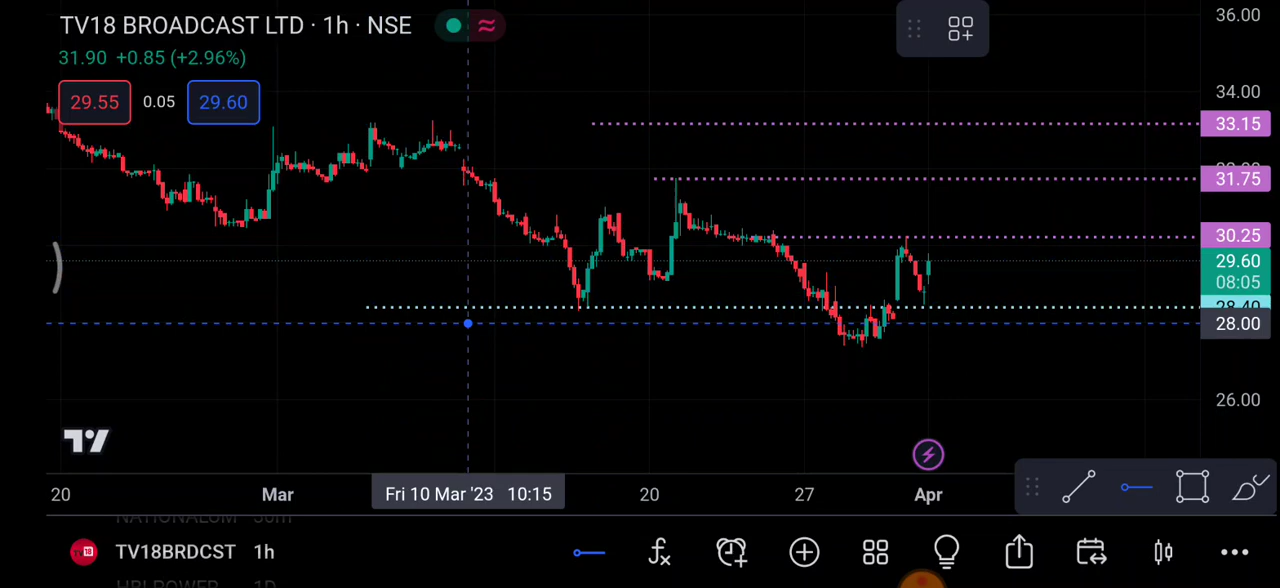 TV18 BROADCAST LTD · 1h · NSE
31.90 +0.85 (+2.96%)
29.55 0.05 29.60
36.00
34.00
33.15
31.75
30.25
29.60
08:05
28.40
28.00
26.00
20 Mar Fri 10 Mar '23 10:15 20 27 Apr
TV18BRDCST 1h